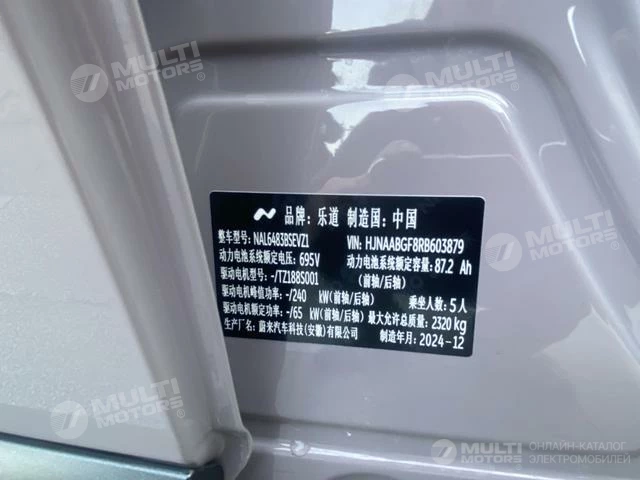 MULTI MOTORS
MULTI MOTORS
MULTI MOTORS
品牌：乐道 制造国：中国
整车型号：NAL6483BSEVZ1 VIN：HJNAABGF8RB603879
动力电池系统额定电压：695V 动力电池系统额定容量：87.2 Ah
驱动电机型号：-/TZ188S001 (前轴/后轴)
驱动电机峰值功率：-/240 kW(前轴/后轴) 乘坐人数：5人
驱动电机额定功率：-/65 kW(前轴/后轴) 最大允许总质量：2320 kg
生产厂名：蔚来汽车科技(安徽)有限公司 制造年月：2024-12
MULTI MOTORS
MULTI MOTORS
MULTI MOTORS
ОНЛАЙН-КАТАЛОГ
ЭЛЕКТРОМОБИЛЕЙ